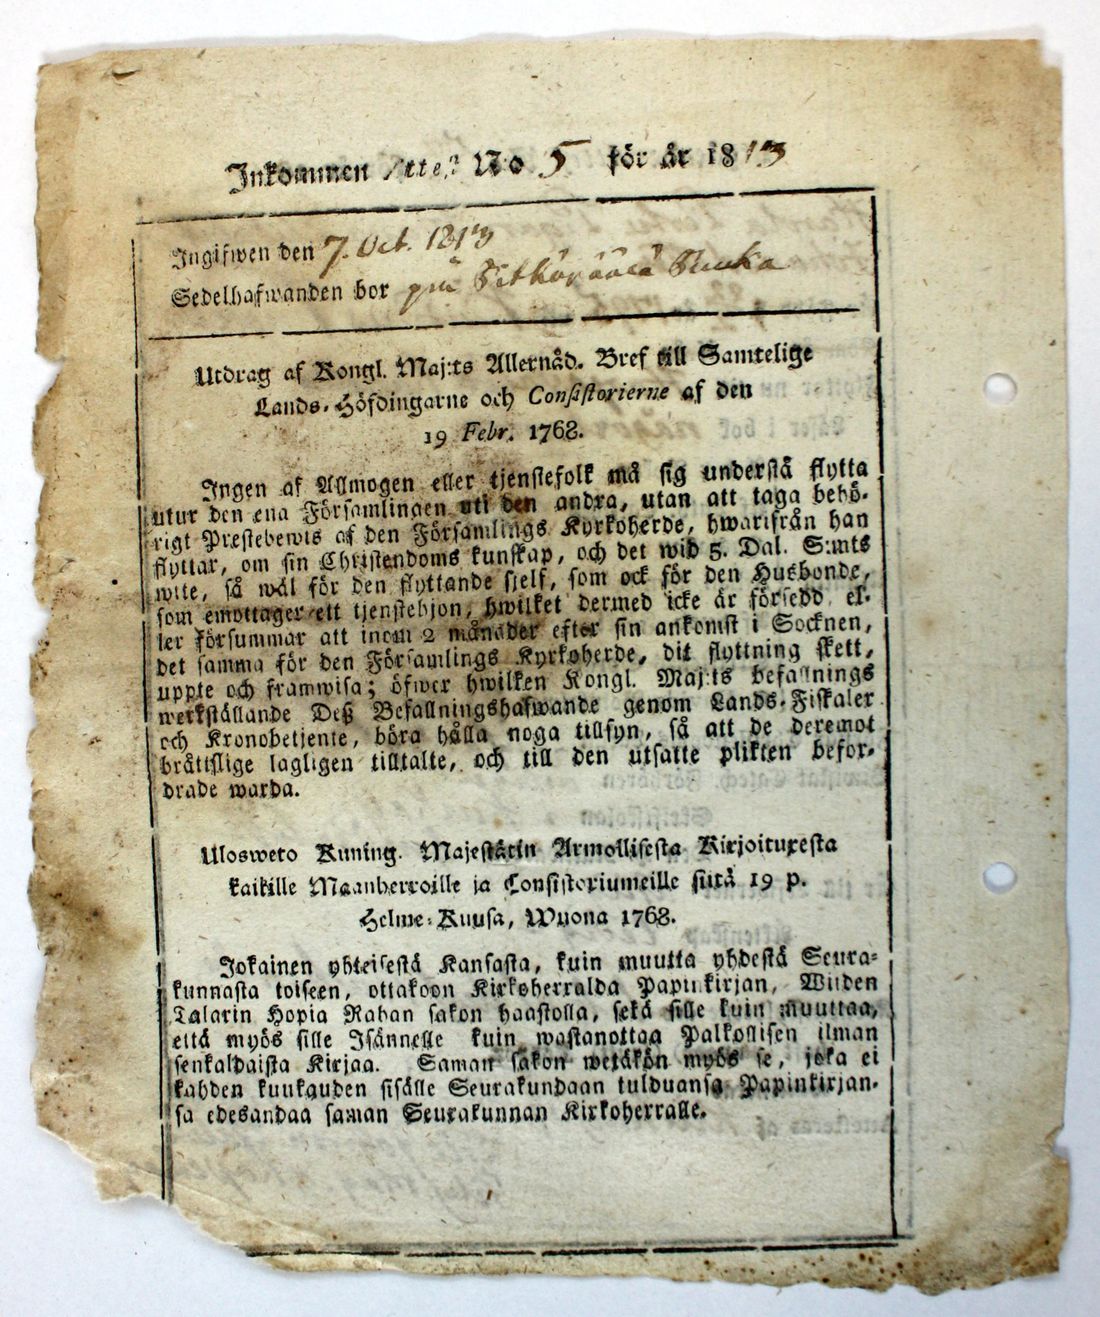 Inkommen Attest No 5 för år 1813
Ingifwen den 7. Oct. 1813
Sedelhafwanden bor på
Utdrag af Kongl. Maj:ts Allernåd. Bref till Samtelige
Lands-Höfdingarne och Consistorierne af den
19 Febr. 1768.
Ingen af Allmogen eller tjenstefolk må sig understå flytta
utur den ena Församlingen uti den andra, utan att taga behö-
rigt Prestebewis af den Församlings Kyrkoherde, hwarifrån han
flyttar, om sin Christendoms kunskap, och det wid 5. Dal. S:mts
wite, så wäl för den flyttande sjelf, som ock för den Husbonde,
som emottager ett tjenstehjon, hwilket dermed icke är försedd, el-
ler försummar att inom 2 månader efter sin ankomst i Socknen,
det samma för den Församlings Kyrkoherde, dit flyttning skett,
uppte och framwisa; öfwer hwilken Kongl. Maj:ts befallnings
werkställande Deß Befallningshafwande genom Lands-Fiskaler
och Kronobetjente, böra hålla noga tillsyn, så att de deremot
bråttslige lagligen tilltalte, och till den utsatte plikten befor-
drade warda.
Ulosweto Kuning. Majestätin Armollisesta Kirjoituxesta
kaikille Maanherroille ja Consistoriumeille siitä 19 p.
Helme-Kuusa, Wuona 1768.
Jokainen yhteisestä Kansasta, kuin muutta yhdestä Seura-
kunnasta toiseen, ottakoon Kirkoherralda Papinkirjan, Wiiden
Talarin Hopia Rahan sakon haastolla, sekä sille kuin muuttaa,
että myös sille Isännelle kuin wastanottaa Palkollisen ilman
senkaldaista Kirjaa. Saman sakon wetäkön myös se, joka ei
kahden kuukauden sisälle Seurakundaan tulduansa Papinkirjan-
sa edesandaa saman Seurakunnan Kirkoherralle.